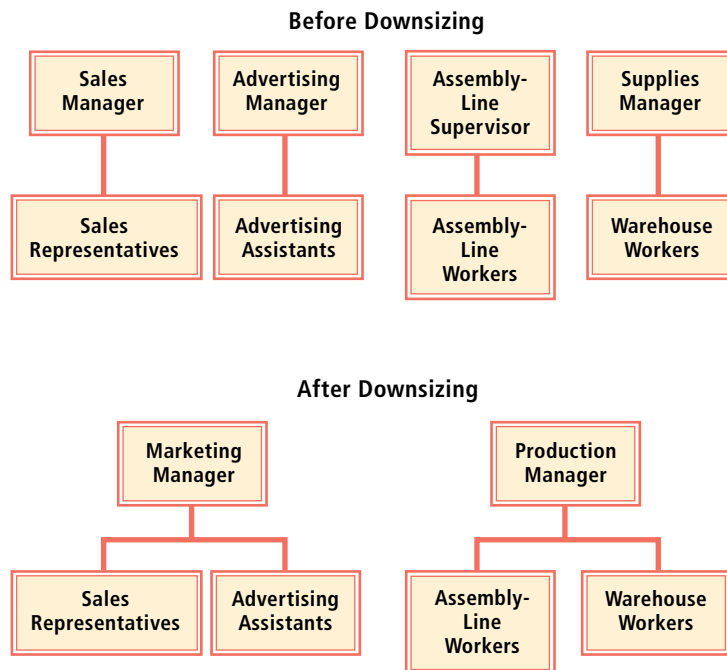 Before Downsizing
Sales
Manager
Advertising
Manager
Assembly-
Line
Supervisor
Supplies
Manager
Sales
Representatives
Advertising
Assistants
Assembly-
Line
Workers
Warehouse
Workers
After Downsizing
Marketing
Manager
Production
Manager
Sales
Representatives
Advertising
Assistants
Assembly-
Line
Workers
Warehouse
Workers